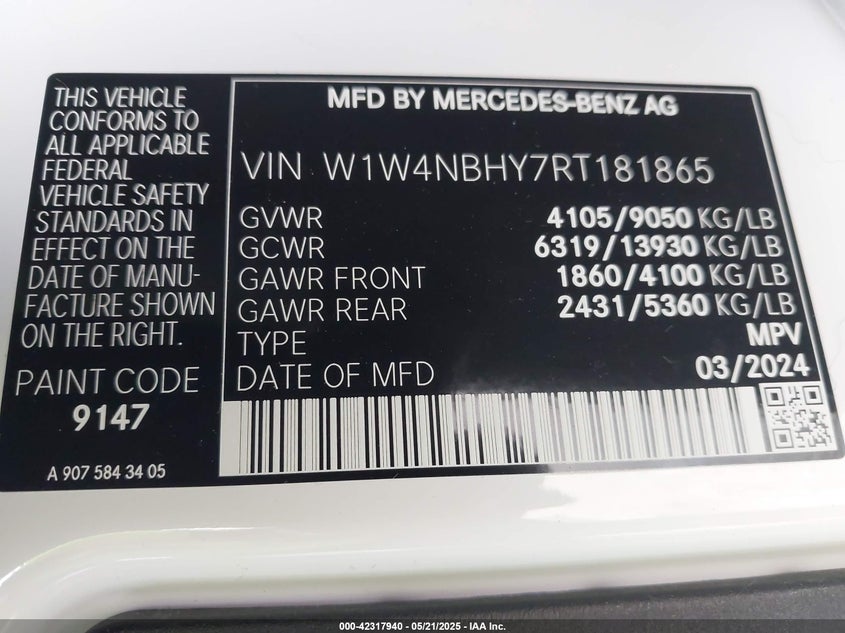 THIS VEHICLE
CONFORMS TO
ALL APPLICABLE
FEDERAL
VEHICLE SAFETY
STANDARDS IN
EFFECT ON THE
DATE OF MANU-
FACTURE SHOWN
ON THE RIGHT.
PAINT CODE
9147
A 907 584 34 05
MFD BY MERCEDES-BENZ AG
VIN W1W4NBHY7RT181865
GVWR 4105/9050 KG/LB
GCWR 6319/13930 KG/LB
GAWR FRONT 1860/4100 KG/LB
GAWR REAR 2431/5360 KG/LB
TYPE MPV
DATE OF MFD 03/2024
000-42317940 - 05/21/2025 - IAA Inc.